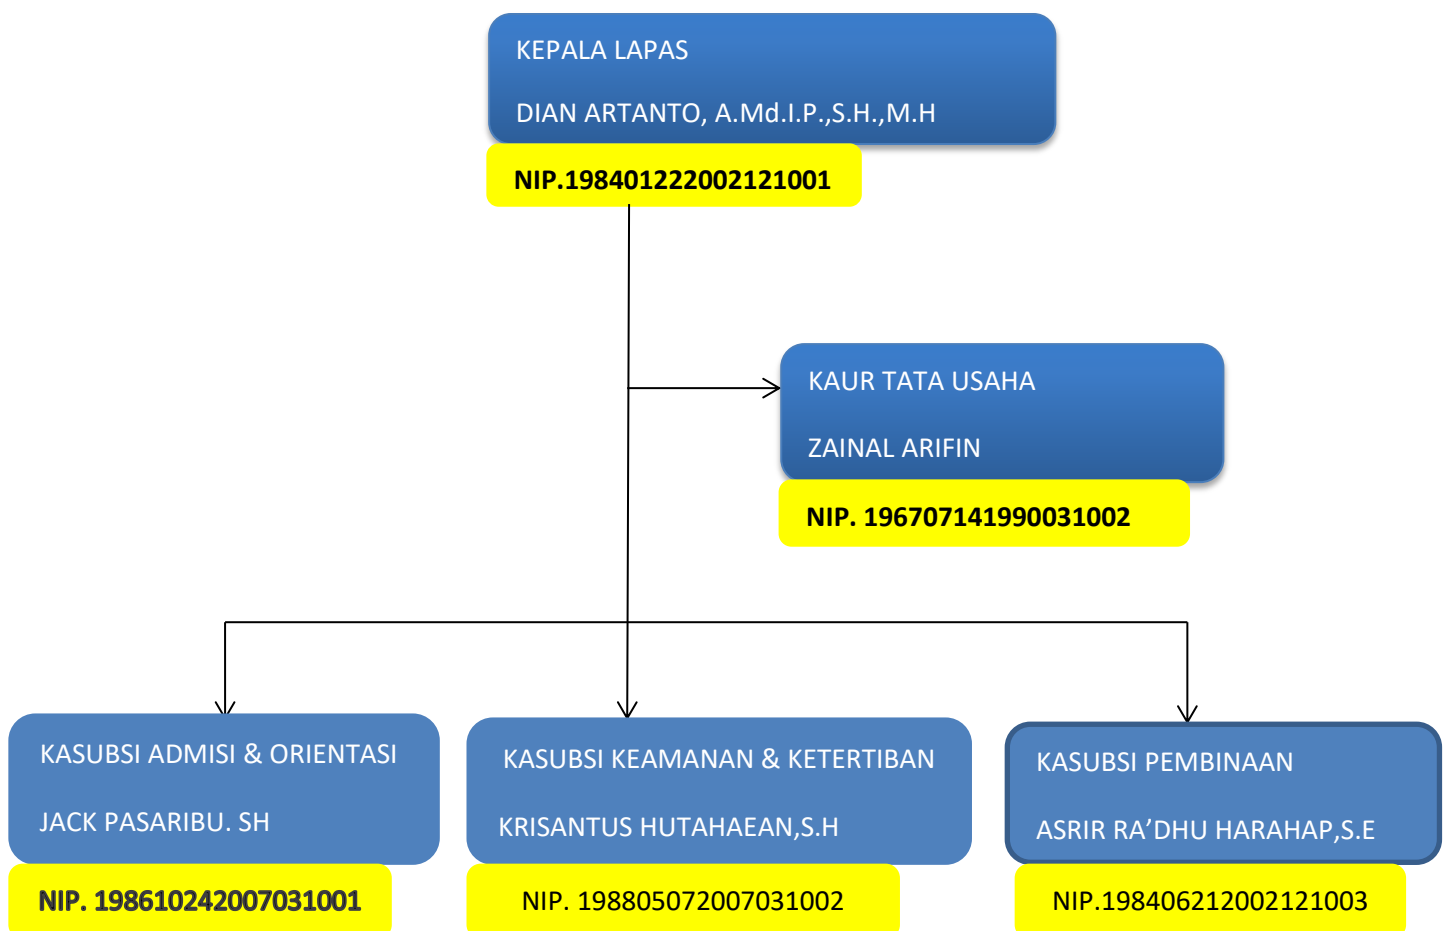 KEPALA LAPAS
DIAN ARTANTO, A.Md.I.P.,S.H.,M.H
NIP.198401222002121001
KAUR TATA USAHA
ZAINAL ARIFIN
NIP. 196707141990031002
KASUBSI ADMISI & ORIENTASI
JACK PASARIBU. SH
NIP. 198610242007031001
KASUBSI KEAMANAN & KETERTIBAN
KRISANTUS HUTAHAEAN,S.H
NIP. 198805072007031002
KASUBSI PEMBINAAN
ASRIR RA’DHU HARAHAP,S.E
NIP.198406212002121003